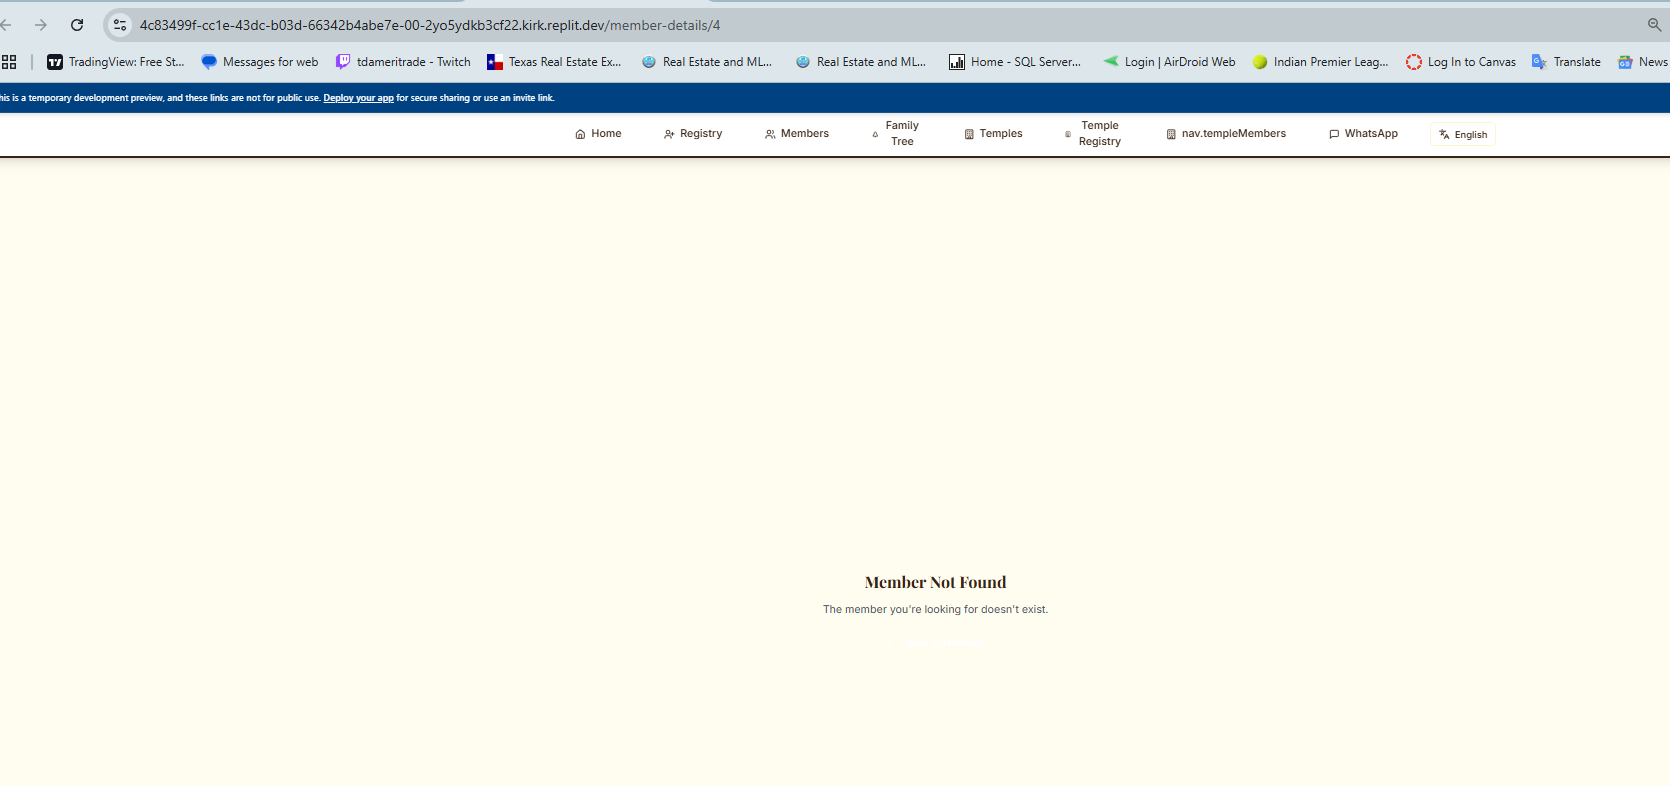 4c83499f-cc1e-43dc-b03d-66342b4abe7e-00-2yo5ydkb3cf22.kirk.replit.dev/member-details/4
TradingView: Free St... Messages for web tdameritrade - Twitch Texas Real Estate Ex... Real Estate and ML... Real Estate and ML... Home - SQL Server... Login | AirDroid Web Indian Premier Leag... Log In to Canvas Translate News
his is a temporary development preview, and these links are not for public use. Deploy your app for secure sharing or use an invite link.
Home Registry Members Family Tree Temples Temple Registry nav.templeMembers WhatsApp English
Member Not Found
The member you're looking for doesn't exist.